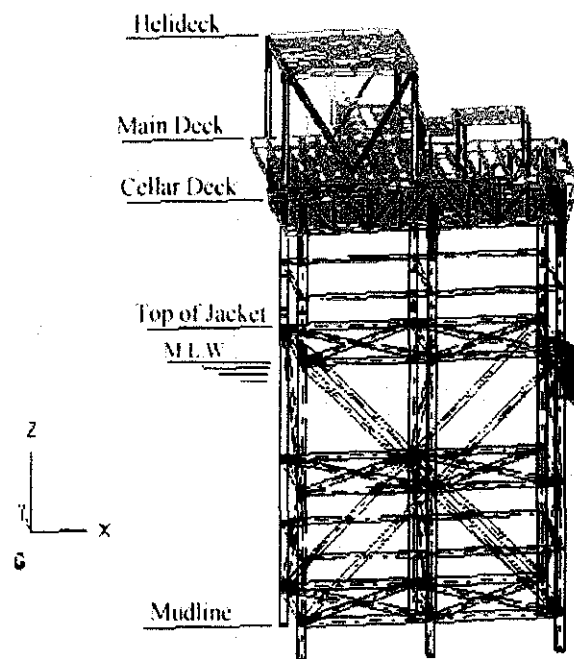 Helideck
Main Deck
Cellar Deck
Top of Jacket
M.L.W
Z
Y
X
G
Mudline